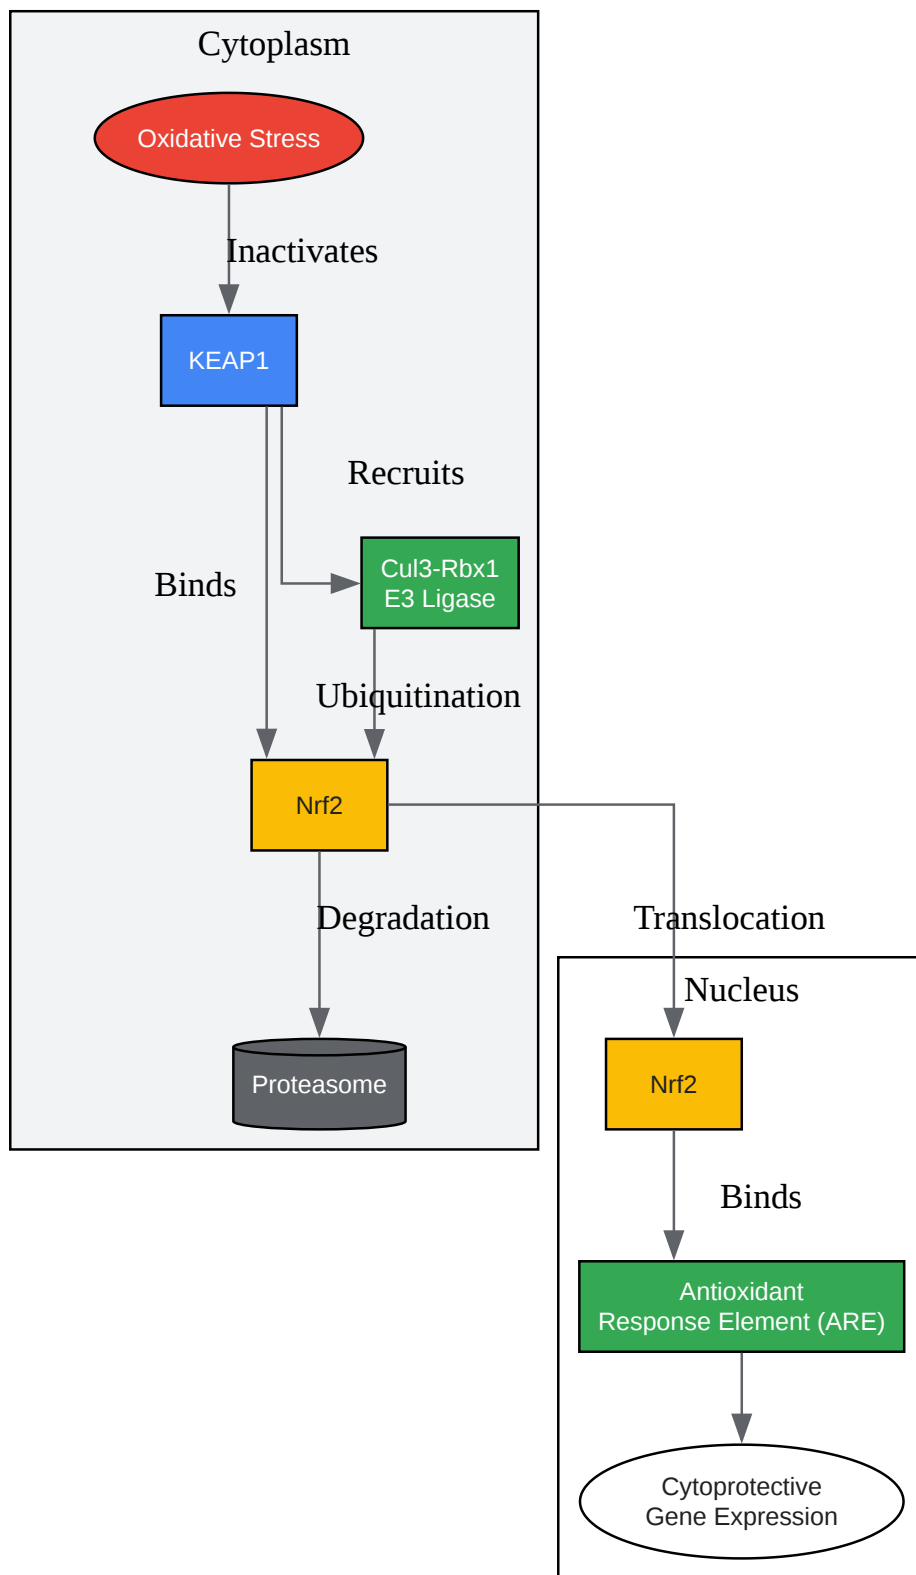 Cytoplasm
Oxidative Stress
Inactivates
KEAP1
Recruits
Cul3-Rbx1
E3 Ligase
Binds
Ubiquitination
Nrf2
Degradation
Translocation
Nucleus
Proteasome
Nrf2
Binds
Antioxidant
Response Element (ARE)
Cytoprotective
Gene Expression